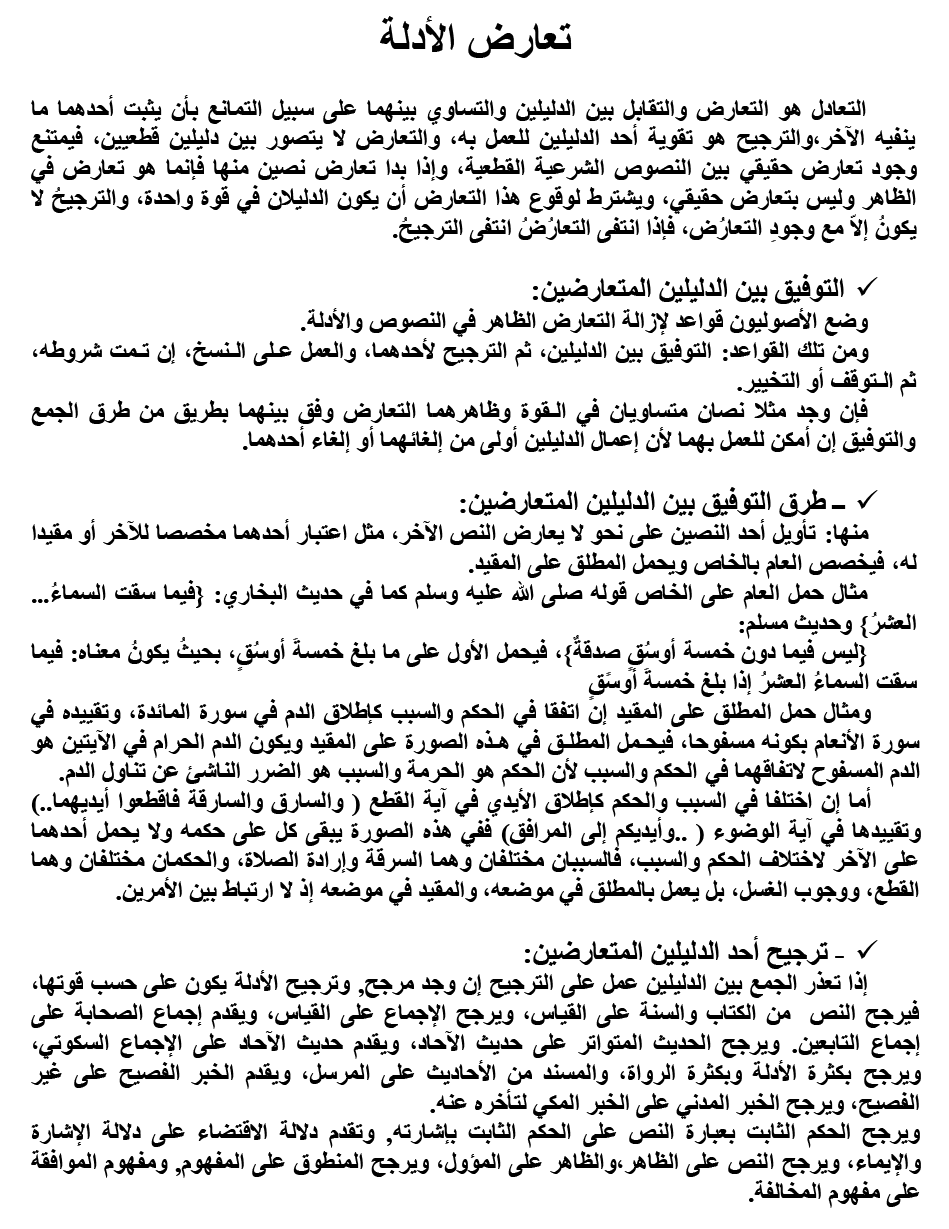 تعارض الأدلة
التعادل هو التعارض والتقابل بين الدليلين والتساوي بينهما على سبيل التمانع بأن يثبت أحدهما ما
ينفيه الآخر،والترجيح هو تقوية أحد الدليلين للعمل به، والتعارض لا يتصور بين دليلين قطعيين، فيمتنع
وجود تعارض حقيقي بين النصوص الشرعية القطعية، وإذا بدا تعارض نصين منها فإنما هو تعارض في
الظاهر وليس بتعارض حقيقي، ويشترط لوقوع هذا التعارض أن يكون الدليلان في قوة واحدة، والترجيحُ لا
يكونُ إلاّ مع وجودِ التعارُض، فإذا انتفى التعارُضُ انتفى الترجيحُ.
✓ التوفيق بين الدليلين المتعارضين:
وضع الأصوليون قواعد لإزالة التعارض الظاهر في النصوص والأدلة.
ومن تلك القواعد: التوفيق بين الدليلين، ثم الترجيح لأحدهما، والعمل على النسخ، إن تمت شروطه،
ثم التوقف أو التخيير.
فإن وجد مثلا نصان متساويان في القوة وظاهرهما التعارض وفق بينهما بطريق من طرق الجمع
والتوفيق إن أمكن للعمل بهما لأن إعمال الدليلين أولى من إلغائهما أو إلغاء أحدهما.
✓ – طرق التوفيق بين الدليلين المتعارضين:
منها: تأويل أحد النصين على نحو لا يعارض النص الآخر، مثل اعتبار أحدهما مخصصا للآخر أو مقيدا
له، فيخصص العام بالخاص ويحمل المطلق على المقيد.
مثال حمل العام على الخاص قوله صلى الله عليه وسلم كما في حديث البخاري: {فيما سقت السماءُ...
العشرُ} وحديث مسلم:
{ليس فيما دون خمسة أوسُقٍ صدقةٌ}، فيحمل الأول على ما بلغ خمسةَ أوسُقٍ، بحيثُ يكونُ معناه: فيما
سقت السماءُ العشرُ إذا بلغ خمسةَ أوسَقٍ
ومثال حمل المطلق على المقيد إن اتفقا في الحكم والسبب كإطلاق الدم في سورة المائدة، وتقييده في
سورة الأنعام بكونه مسفوحا، فيحمل المطلق في هذه الصورة على المقيد ويكون الدم الحرام في الآيتين هو
الدم المسفوح لاتفاقهما في الحكم والسبب لأن الحكم هو الحرمة والسبب هو الضرر الناشئ عن تناول الدم.
أما إن اختلفا في السبب والحكم كإطلاق الأيدي في آية القطع ( والسارق والسارقة فاقطعوا أيديهما..)
وتقييدها في آية الوضوء ( ..وأيديكم إلى المرافق) ففي هذه الصورة يبقى كل على حكمه ولا يحمل أحدهما
على الآخر لاختلاف الحكم والسبب، فالسببان مختلفان وهما السرقة وإرادة الصلاة، والحكمان مختلفان وهما
القطع، ووجوب الغسل، بل يعمل بالمطلق في موضعه، والمقيد في موضعه إذ لا ارتباط بين الأمرين.
✓ - ترجيح أحد الدليلين المتعارضين:
إذا تعذر الجمع بين الدليلين عمل على الترجيح إن وجد مرجح, وترجيح الأدلة يكون على حسب قوتها،
فيرجح النص من الكتاب والسنة على القياس، ويرجح الإجماع على القياس، ويقدم إجماع الصحابة على
إجماع التابعين. ويرجح الحديث المتواتر على حديث الآحاد، ويقدم حديث الآحاد على الإجماع السكوتي،
ويرجح بكثرة الأدلة وبكثرة الرواة، والمسند من الأحاديث على المرسل، ويقدم الخبر الفصيح على غير
الفصيح، ويرجح الخبر المدني على الخبر المكي لتأخره عنه.
ويرجح الحكم الثابت بعبارة النص على الحكم الثابت بإشارته, وتقدم دلالة الاقتضاء على دلالة الإشارة
والإيماء، ويرجح النص على الظاهر،والظاهر على المؤول، ويرجح المنطوق على المفهوم, ومفهوم الموافقة
على مفهوم المخالفة.